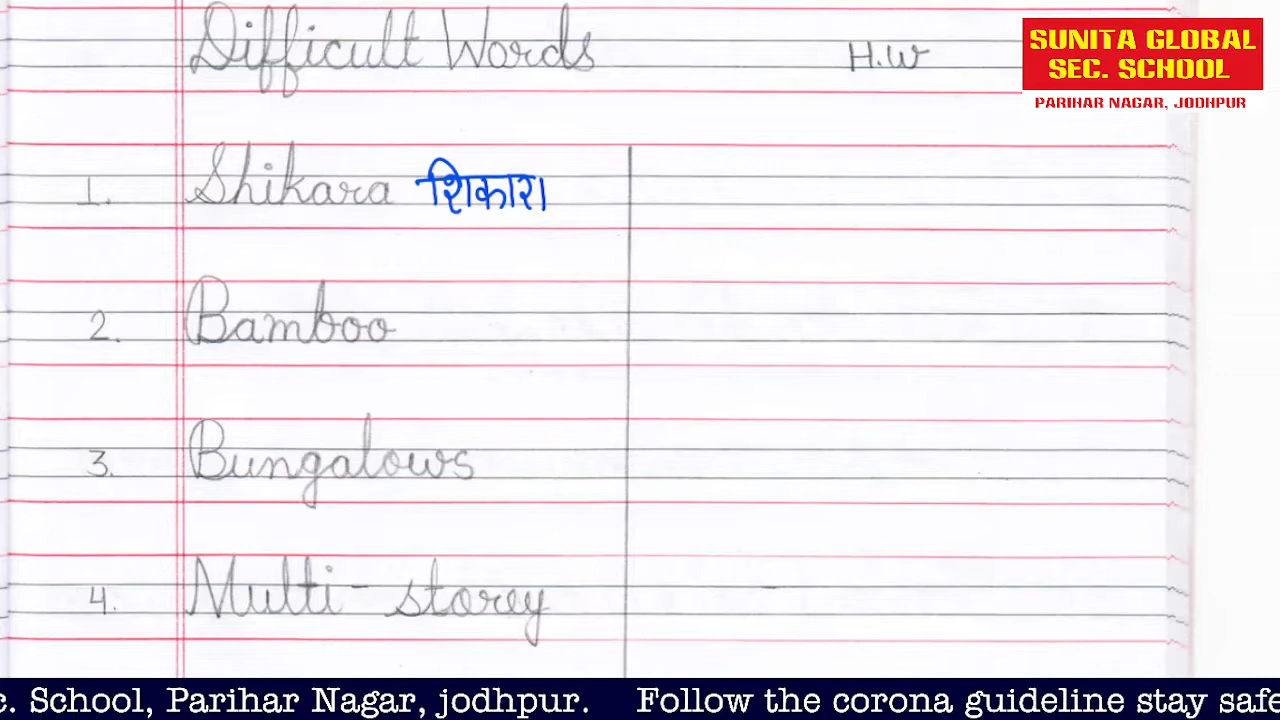 Difficult Words H.W
SUNITA GLOBAL
SEC. SCHOOL
PARIHAR NAGAR, JODHPUR
1. Shikara शिकारा
2. Bamboo
3. Bungalows
4. Multi-storey
c. School, Parihar Nagar, jodhpur. Follow the corona guideline stay safe